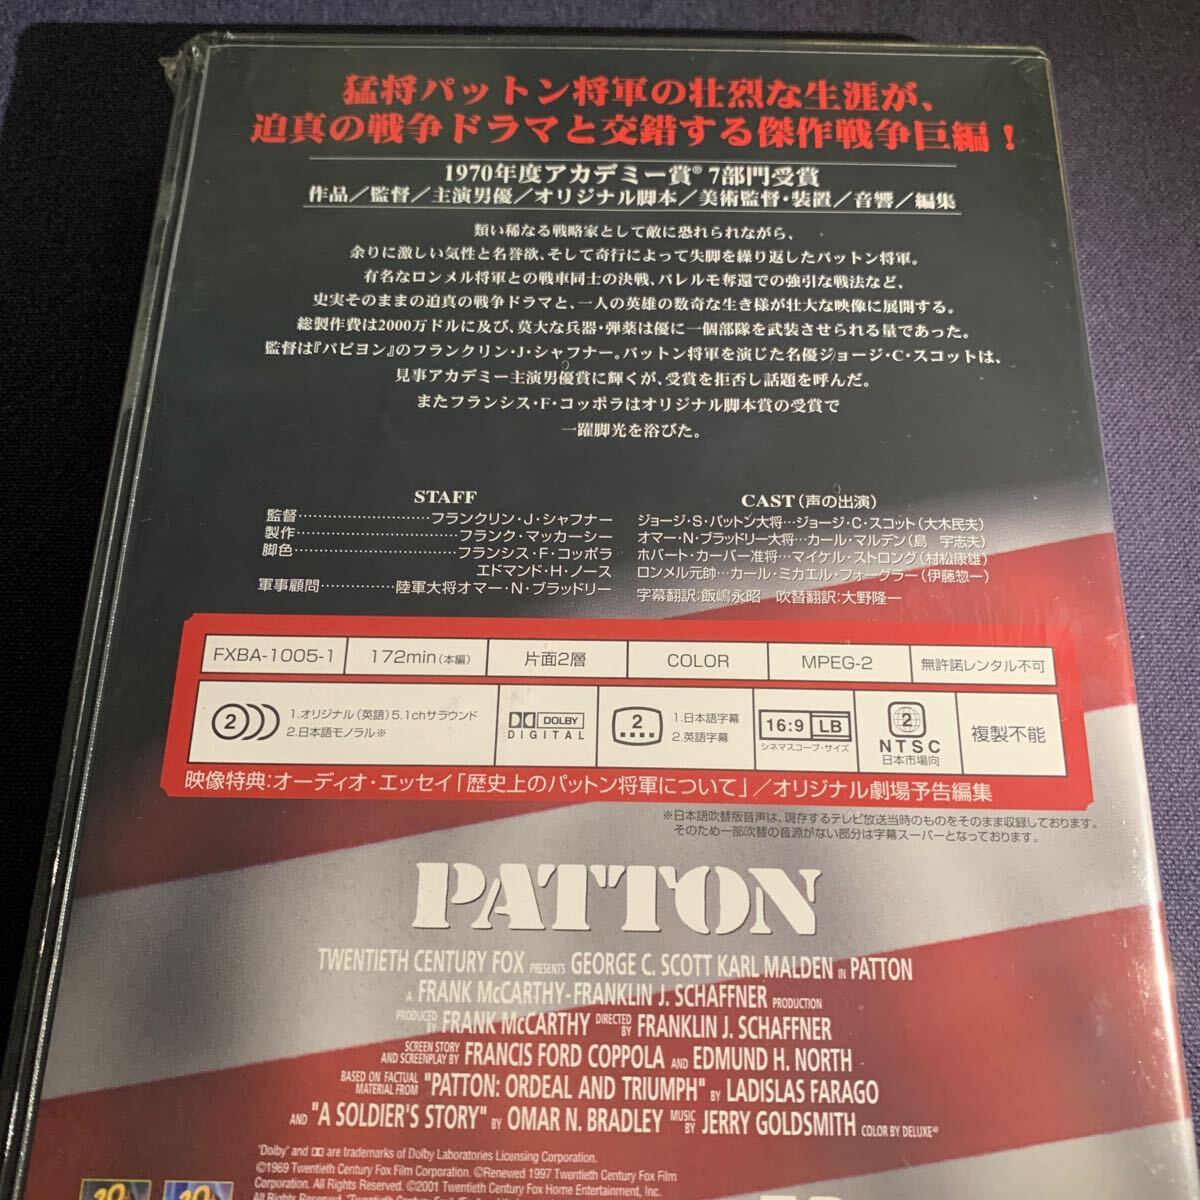 猛将パットン将軍の壮烈な生涯が、
迫真の戦争ドラマと交錯する傑作戦争巨編!
1970年度アカデミー賞® 7部門受賞
作品/監督/主演男優/オリジナル脚本/美術監督・装置/音響/編集
類い稀なる戦略家として敵に恐れられながら、
余りに激しい気性と名誉欲、そして奇行によって失脚を繰り返したパットン将軍。
有名なロンメル将軍との戦車同士の決戦、パレルモ奪還での強引な戦法など、
史実そのままの迫真の戦争ドラマと、一人の英雄の数奇な生き様が壮大な映像に展開する。
総製作費は2000万ドルに及び、莫大な兵器・弾薬は優に一個部隊を武装させられる量であった。
監督は『パピヨン』のフランクリン・J・シャフナー。パットン将軍を演じた名優ジョージ・C・スコットは、
見事アカデミー主演男優賞に輝くが、受賞を拒否し話題を呼んだ。
またフランシス・F・コッポラはオリジナル脚本賞の受賞で
一躍脚光を浴びた。
STAFF
監督……………………フランクリン・J・シャフナー
製作……………………フランク・マッカーシー
脚色……………………フランシス・F・コッポラ
エドマンド・H・ノース
軍事顧問…………陸軍大将オマー・N・ブラッドリー
CAST(声の出演)
ジョージ・S・パットン大将…ジョージ・C・スコット(大木民夫)
オマー・N・ブラッドリー大将…カール・マルデン(島 宇志夫)
ホバート・カーバー准将…マイケル・ストロング(村松康雄)
ロンメル元帥…カール・ミカエル・フォーグラー(伊藤惣一)
字幕翻訳:飯嶋永昭 吹替翻訳:大野隆一
FXBA-1005-1 172min(本編) 片面2層 COLOR MPEG-2 無許諾レンタル不可
2 1.オリジナル(英語)5.1chサラウンド
2.日本語モノラル※
DOLBY
DIGITAL
2 1.日本語字幕
2.英語字幕
16:9 LB
シネマスコープ・サイズ
2
NTSC
日本市場向
複製不能
映像特典:オーディオ・エッセイ「歴史上のパットン将軍について」/オリジナル劇場予告編集
※日本語吹替版音声は、現存するテレビ放送当時のものをそのまま収録しております。
そのため一部吹替の音源がない部分は字幕スーパーとなっております。
PATTON
TWENTIETH CENTURY FOX PRESENTS GEORGE C. SCOTT KARL MALDEN IN PATTON
A FRANK McCARTHY-FRANKLIN J. SCHAFFNER PRODUCTION
PRODUCED BY FRANK McCARTHY DIRECTED BY FRANKLIN J. SCHAFFNER
SCREEN STORY AND SCREENPLAY BY FRANCIS FORD COPPOLA AND EDMUND H. NORTH
BASED ON FACTUAL MATERIAL FROM "PATTON: ORDEAL AND TRIUMPH" BY LADISLAS FARAGO
AND "A SOLDIER'S STORY" BY OMAR N. BRADLEY MUSIC BY JERRY GOLDSMITH COLOR BY DELUXE®
"Dolby" and are trademarks of Dolby Laboratories Licensing Corporation.
©1969 Twentieth Century Fox Film Corporation. ©Renewed 1997 Twentieth Century Fox Film
Corporation. All Rights Reserved. ©2001 Twentieth Century Fox Home Entertainment, Inc.